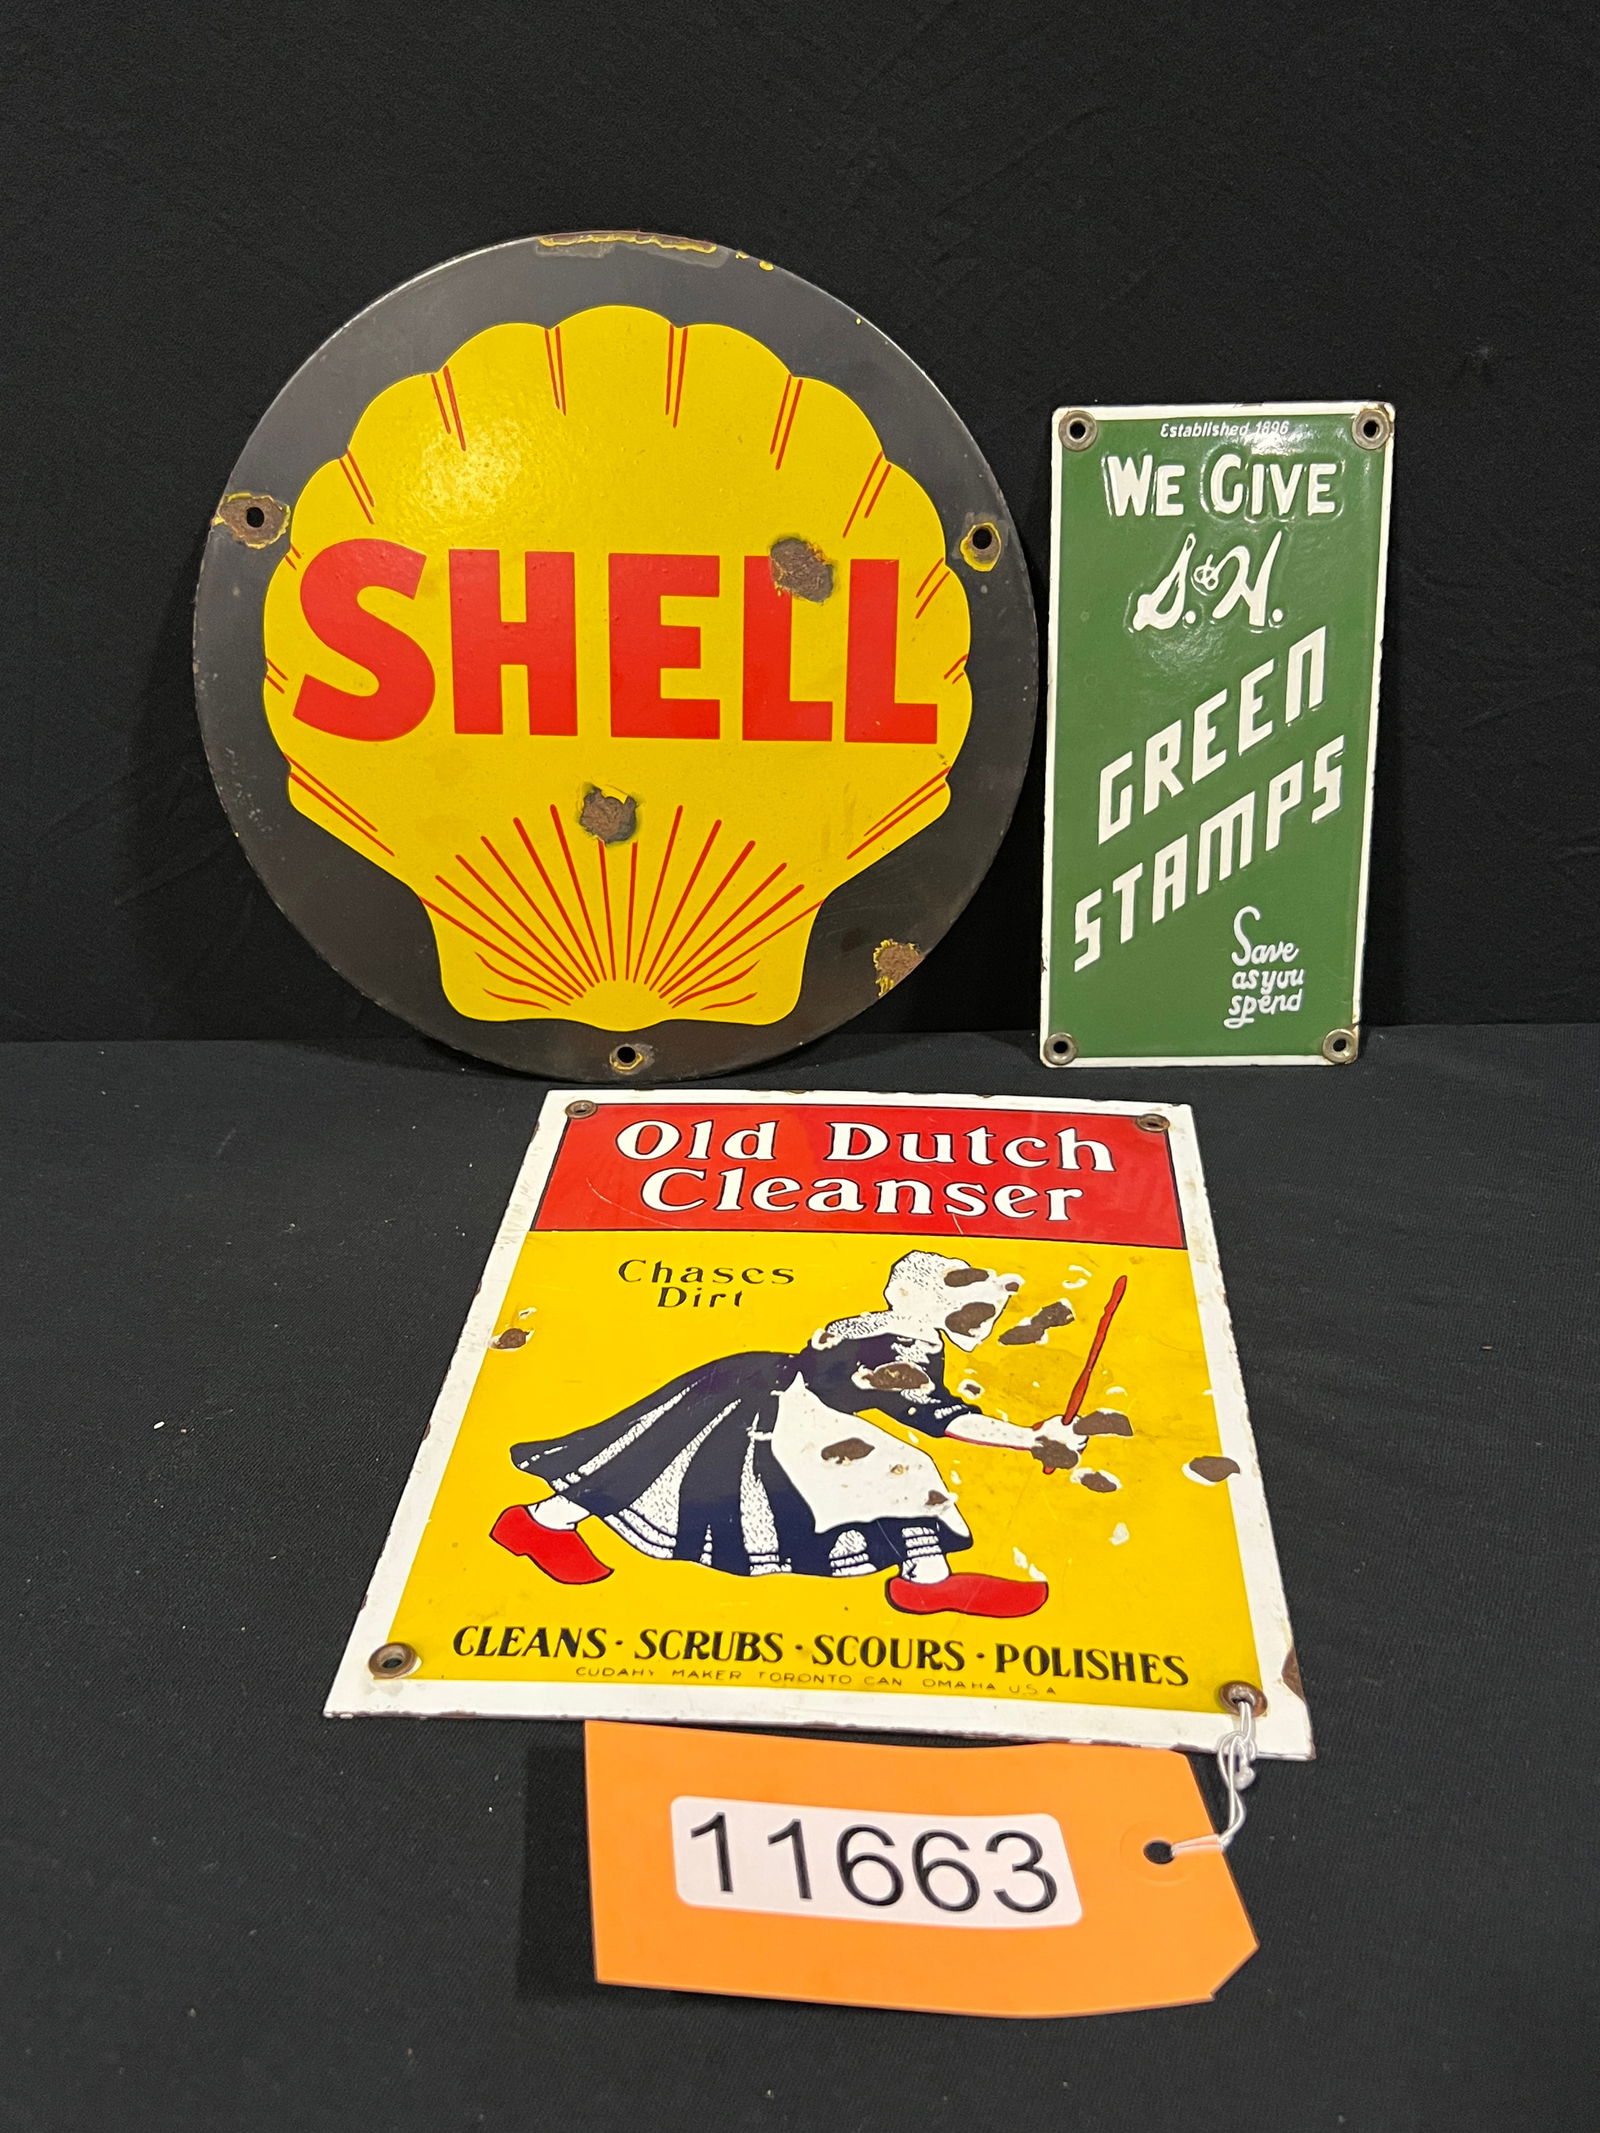 SHELL
Established 1896
WE GIVE
S.&H.
GREEN
STAMPS
Save
as you
spend
Old Dutch
Cleanser
Chases
Dirt
CLEANS · SCRUBS · SCOURS · POLISHES
CUDAHY MAKER TORONTO CAN OMAHA USA
11663